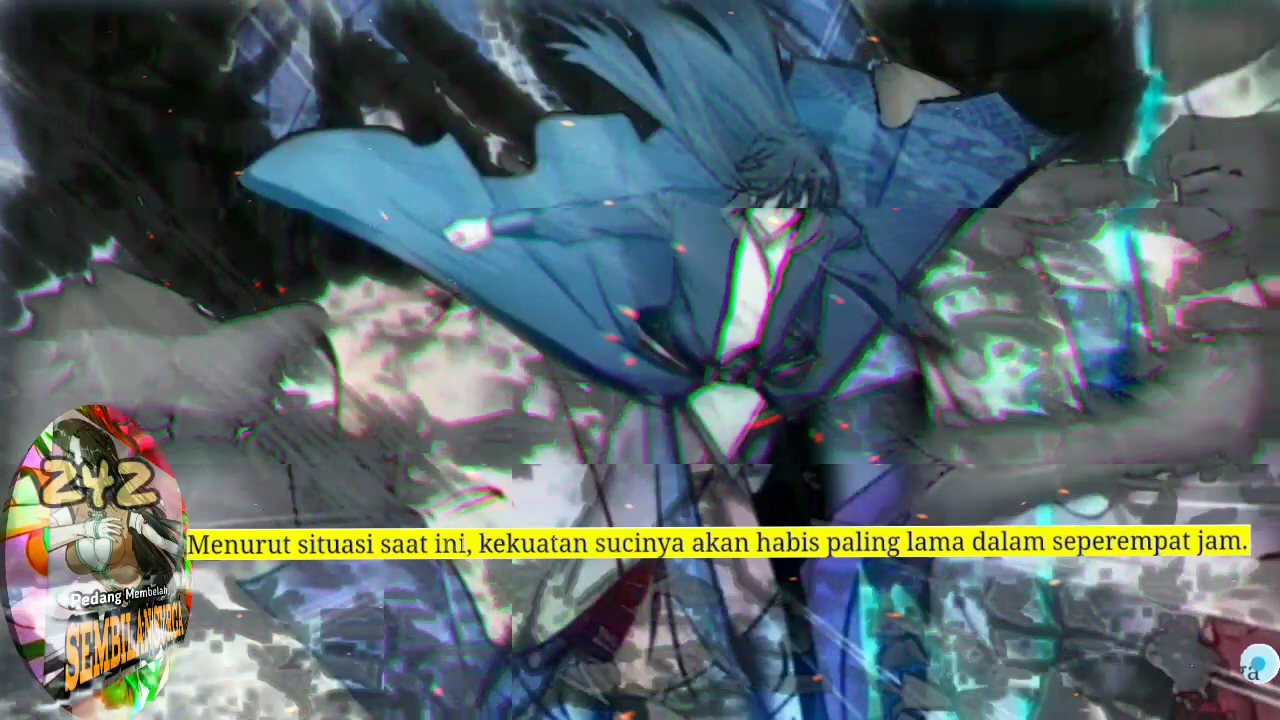 242
Menurut situasi saat ini, kekuatan sucinya akan habis paling lama dalam seperempat jam.
Pedang Membelah
SEMBILAN SURGA